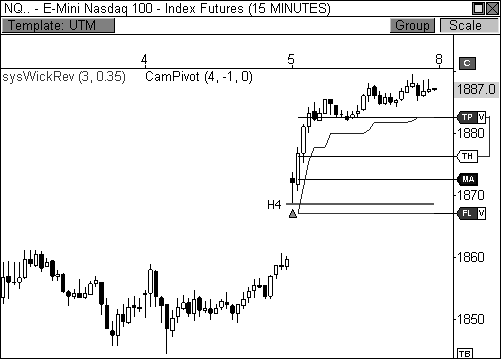 NQ.. - E-Mini Nasdaq 100 - Index Futures (15 MINUTES)
Template: UTM Group Scale
4 5 8
C
sysWickRev (3, 0.35) CamPivot (4, -1, 0)
1887.0
TP V
1880
TH
MA
1870
H4
FL V
1860
1850
TB